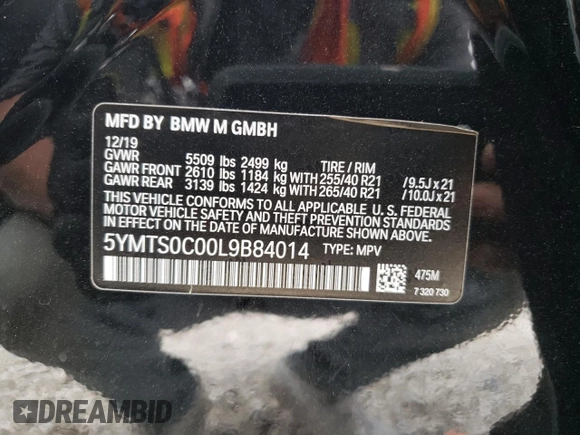 MFD BY BMW M GMBH
12/19
GVWR 5509 lbs 2499 kg TIRE / RIM
GAWR FRONT 2610 lbs 1184 kg WITH 255/40 R21 /9.5J x 21
GAWR REAR 3139 lbs 1424 kg WITH 265/40 R21 /10.0J x 21
THIS VEHICLE CONFORMS TO ALL APPLICABLE U. S. FEDERAL
MOTOR VEHICLE SAFETY AND THEFT PREVENTION STANDARDS
IN EFFECT ON THE DATE OF MANUFACTURE SHOWN ABOVE.
5YMTS0C00L9B84014 TYPE: MPV
475M
7 320 730
DREAMBID